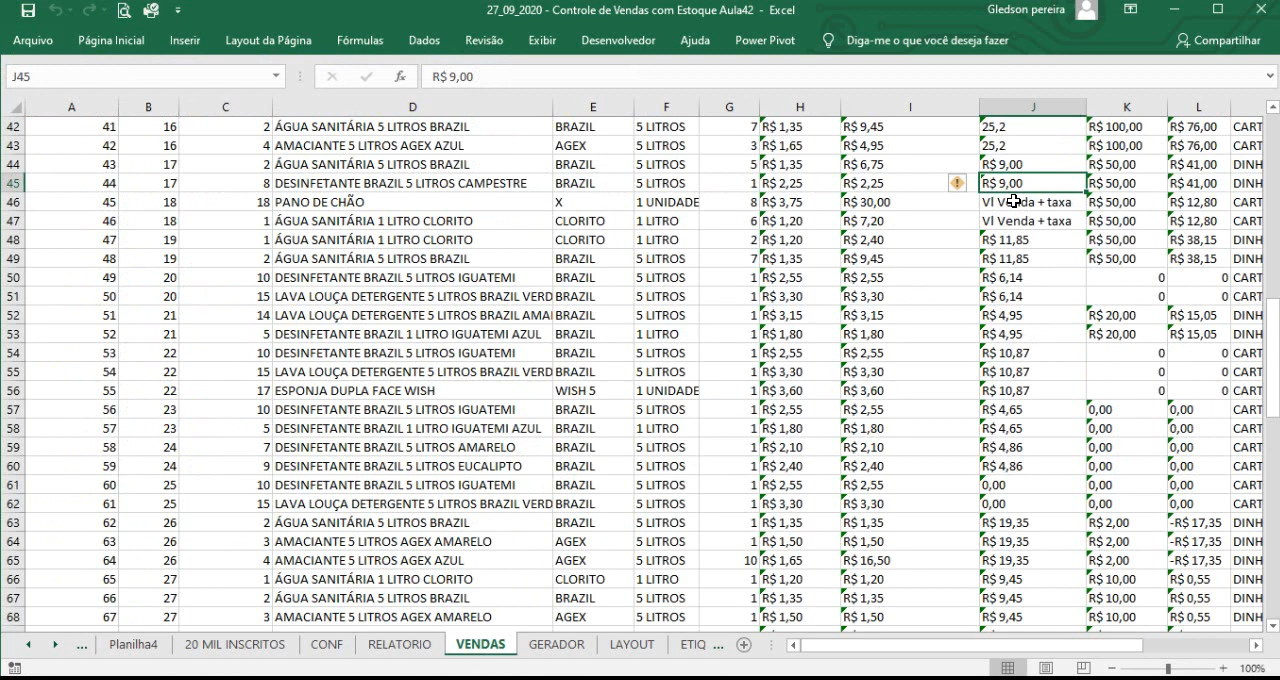 27_09_2020 - Controle de Vendas com Estoque Aula42 - Excel
Gledson pereira
Arquivo Página Inicial Inserir Layout da Página Fórmulas Dados Revisão Exibir Desenvolvedor Ajuda Power Pivot Diga-me o que você deseja fazer Compartilhar
J45 fx R$ 9,00
A B C D E F G H I J K L
42 41 16 2 ÁGUA SANITÁRIA 5 LITROS BRAZIL BRAZIL 5 LITROS 7 R$ 1,35 R$ 9,45 25,2 R$ 100,00 R$ 76,00 CART
43 42 16 4 AMACIANTE 5 LITROS AGEX AZUL AGEX 5 LITROS 3 R$ 1,65 R$ 4,95 25,2 R$ 100,00 R$ 76,00 CART
44 43 17 2 ÁGUA SANITÁRIA 5 LITROS BRAZIL BRAZIL 5 LITROS 5 R$ 1,35 R$ 6,75 R$ 9,00 R$ 50,00 R$ 41,00 DINH
45 44 17 8 DESINFETANTE BRAZIL 5 LITROS CAMPESTRE BRAZIL 5 LITROS 1 R$ 2,25 R$ 2,25 R$ 9,00 R$ 50,00 R$ 41,00 DINH
46 45 18 18 PANO DE CHÃO X 1 UNIDADE 8 R$ 3,75 R$ 30,00 Vl Venda + taxa R$ 50,00 R$ 12,80 CART
47 46 18 1 ÁGUA SANITÁRIA 1 LITRO CLORITO CLORITO 1 LITRO 6 R$ 1,20 R$ 7,20 Vl Venda + taxa R$ 50,00 R$ 12,80 CART
48 47 19 1 ÁGUA SANITÁRIA 1 LITRO CLORITO CLORITO 1 LITRO 2 R$ 1,20 R$ 2,40 R$ 11,85 R$ 50,00 R$ 38,15 DINH
49 48 19 2 ÁGUA SANITÁRIA 5 LITROS BRAZIL BRAZIL 5 LITROS 7 R$ 1,35 R$ 9,45 R$ 11,85 R$ 50,00 R$ 38,15 DINH
50 49 20 10 DESINFETANTE BRAZIL 5 LITROS IGUATEMI BRAZIL 5 LITROS 1 R$ 2,55 R$ 2,55 R$ 6,14 0 0 CART
51 50 20 15 LAVA LOUÇA DETERGENTE 5 LITROS BRAZIL VERD BRAZIL 5 LITROS 1 R$ 3,30 R$ 3,30 R$ 6,14 0 0 CART
52 51 21 14 LAVA LOUÇA DETERGENTE 5 LITROS BRAZIL AMA BRAZIL 5 LITROS 1 R$ 3,15 R$ 3,15 R$ 4,95 R$ 20,00 R$ 15,05 DINH
53 52 21 5 DESINFETANTE BRAZIL 1 LITRO IGUATEMI AZUL BRAZIL 1 LITRO 1 R$ 1,80 R$ 1,80 R$ 4,95 R$ 20,00 R$ 15,05 DINH
54 53 22 10 DESINFETANTE BRAZIL 5 LITROS IGUATEMI BRAZIL 5 LITROS 1 R$ 2,55 R$ 2,55 R$ 10,87 0 0 CART
55 54 22 15 LAVA LOUÇA DETERGENTE 5 LITROS BRAZIL VERD BRAZIL 5 LITROS 1 R$ 3,30 R$ 3,30 R$ 10,87 0 0 CART
56 55 22 17 ESPONJA DUPLA FACE WISH WISH 5 1 UNIDADE 1 R$ 3,60 R$ 3,60 R$ 10,87 0 0 CART
57 56 23 10 DESINFETANTE BRAZIL 5 LITROS IGUATEMI BRAZIL 5 LITROS 1 R$ 2,55 R$ 2,55 R$ 4,65 0,00 0,00 CART
58 57 23 5 DESINFETANTE BRAZIL 1 LITRO IGUATEMI AZUL BRAZIL 1 LITRO 1 R$ 1,80 R$ 1,80 R$ 4,65 0,00 0,00 CART
59 58 24 7 DESINFETANTE BRAZIL 5 LITROS AMARELO BRAZIL 5 LITROS 1 R$ 2,10 R$ 2,10 R$ 4,86 0,00 0,00 CART
60 59 24 9 DESINFETANTE BRAZIL 5 LITROS EUCALIPTO BRAZIL 5 LITROS 1 R$ 2,40 R$ 2,40 R$ 4,86 0,00 0,00 CART
61 60 25 10 DESINFETANTE BRAZIL 5 LITROS IGUATEMI BRAZIL 5 LITROS 1 R$ 2,55 R$ 2,55 0,00 0,00 0,00 CART
62 61 25 15 LAVA LOUÇA DETERGENTE 5 LITROS BRAZIL VERD BRAZIL 5 LITROS 1 R$ 3,30 R$ 3,30 0,00 0,00 0,00 CART
63 62 26 2 ÁGUA SANITÁRIA 5 LITROS BRAZIL BRAZIL 5 LITROS 1 R$ 1,35 R$ 1,35 R$ 19,35 R$ 2,00 -R$ 17,35 DINH
64 63 26 3 AMACIANTE 5 LITROS AGEX AMARELO AGEX 5 LITROS 1 R$ 1,50 R$ 1,50 R$ 19,35 R$ 2,00 -R$ 17,35 DINH
65 64 26 4 AMACIANTE 5 LITROS AGEX AZUL AGEX 5 LITROS 10 R$ 1,65 R$ 16,50 R$ 19,35 R$ 2,00 -R$ 17,35 DINH
66 65 27 1 ÁGUA SANITÁRIA 1 LITRO CLORITO CLORITO 1 LITRO 1 R$ 1,20 R$ 1,20 R$ 9,45 R$ 10,00 R$ 0,55 DINH
67 66 27 2 ÁGUA SANITÁRIA 5 LITROS BRAZIL BRAZIL 5 LITROS 1 R$ 1,35 R$ 1,35 R$ 9,45 R$ 10,00 R$ 0,55 DINH
68 67 27 3 AMACIANTE 5 LITROS AGEX AMARELO AGEX 5 LITROS 1 R$ 1,50 R$ 1,50 R$ 9,45 R$ 10,00 R$ 0,55 DINH
... Planilha4 20 MIL INSCRITOS CONF RELATORIO VENDAS GERADOR LAYOUT ETIQ ...
100%